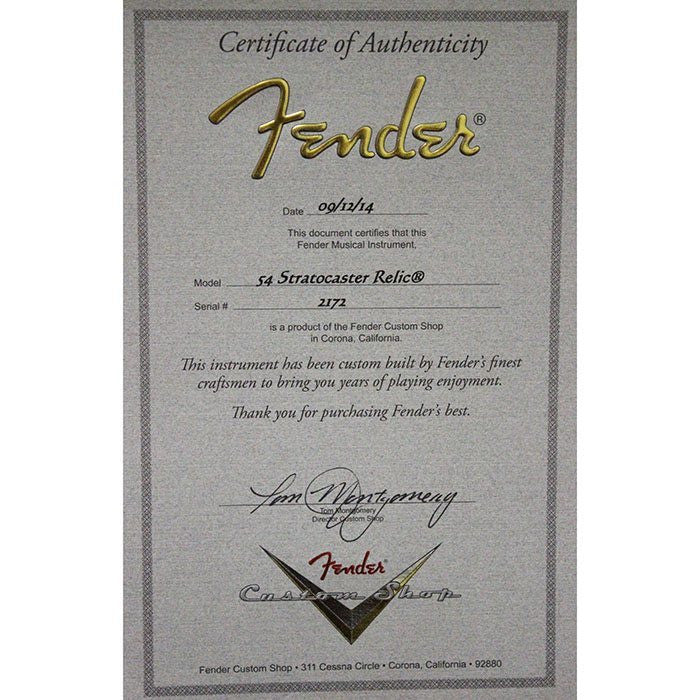 Certificate of Authenticity
Fender®
Date 09/12/14
This document certifies that this
Fender Musical Instrument,
Model 54 Stratocaster Relic®
Serial # 2172
is a product of the Fender Custom Shop
in Corona, California.
This instrument has been custom built by Fender's finest
craftsmen to bring you years of playing enjoyment.
Thank you for purchasing Fender's best.
Tom Montgomery
Tom Montgomery
Director Custom Shop
Fender®
Custom Shop
Fender Custom Shop • 311 Cessna Circle • Corona, California • 92880